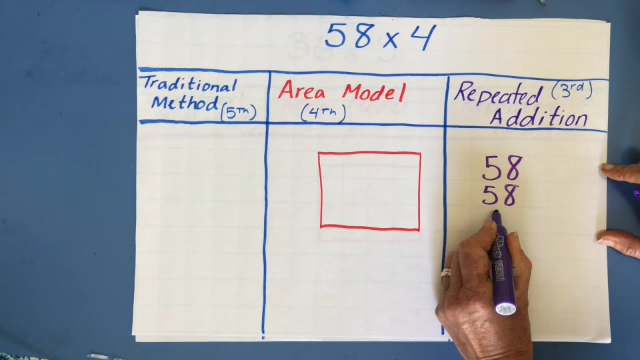 58 x 4
Traditional
Method (5th)
Area Model
(4th)
Repeated (3rd)
Addition
58
58